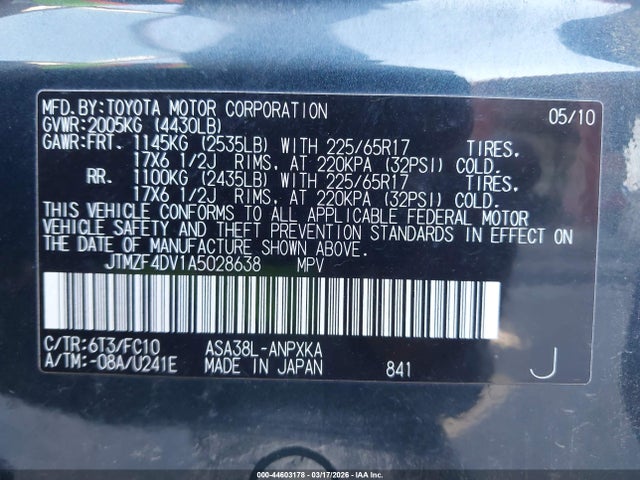 MFD.BY:TOYOTA MOTOR CORPORATION 05/10
GVWR:2005KG (4430LB)
GAWR:FRT. 1145KG (2535LB) WITH 225/65R17 TIRES.
17X6 1/2J RIMS, AT 220KPA (32PSI) COLD.
RR. 1100KG (2435LB) WITH 225/65R17 TIRES.
17X6 1/2J RIMS, AT 220KPA (32PSI) COLD.
THIS VEHICLE CONFORMS TO ALL APPLICABLE FEDERAL MOTOR
VEHICLE SAFETY AND THEFT PREVENTION STANDARDS IN EFFECT ON
THE DATE OF MANUFACTURE SHOWN ABOVE.
JTMZF4DV1A5028638 MPV
C/TR:6T3/FC10 ASA38L-ANPXKA
A/TM:-08A/U241E MADE IN JAPAN 841 J
000-44603178 - 03/17/2026 - IAA Inc.